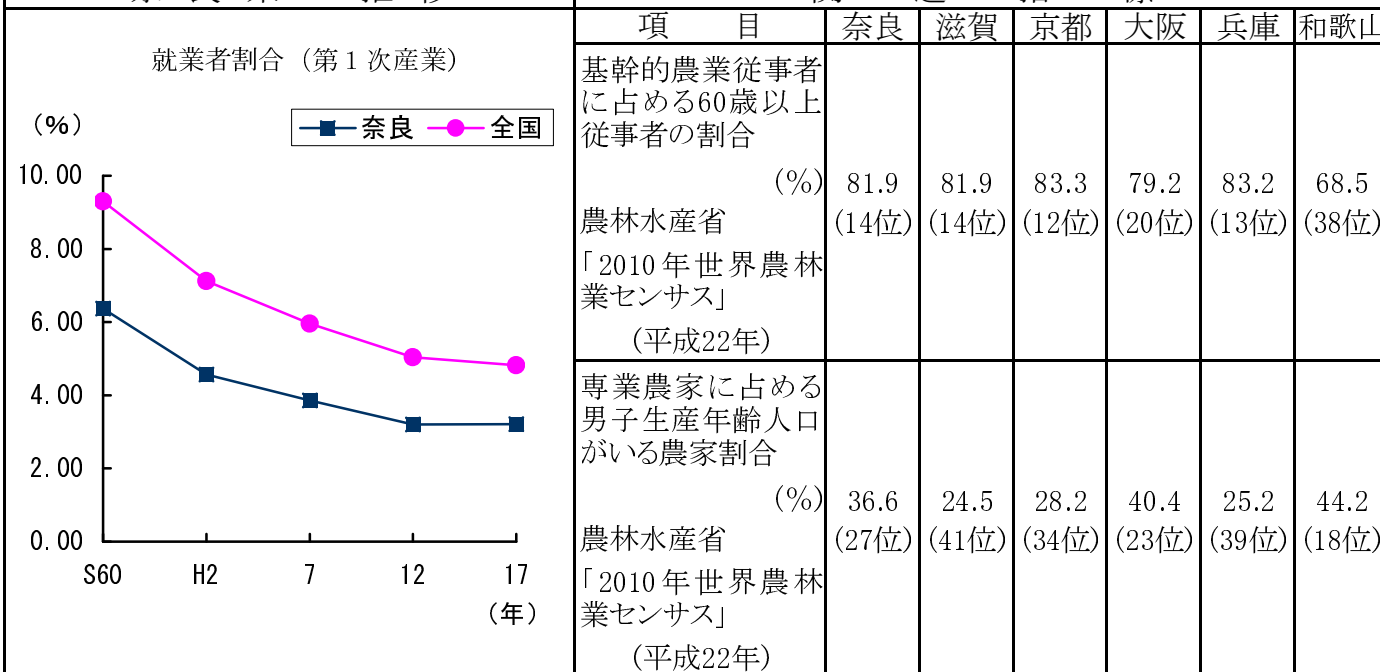 就業者割合（第１次産業）
（％）
奈良 全国
10.00
8.00
6.00
4.00
2.00
0.00
S60 H2 7 12 17
（年）
項 目 奈良 滋賀 京都 大阪 兵庫 和歌山
基幹的農業従事者
に占める60歳以上
従事者の割合
(%) 81.9 81.9 83.3 79.2 83.2 68.5
農林水産省 (14位) (14位) (12位) (20位) (13位) (38位)
「2010年世界農林
業センサス」
(平成22年)
専業農家に占める
男子生産年齢人口
がいる農家割合
(%) 36.6 24.5 28.2 40.4 25.2 44.2
農林水産省 (27位) (41位) (34位) (23位) (39位) (18位)
「2010年世界農林
業センサス」
(平成22年)